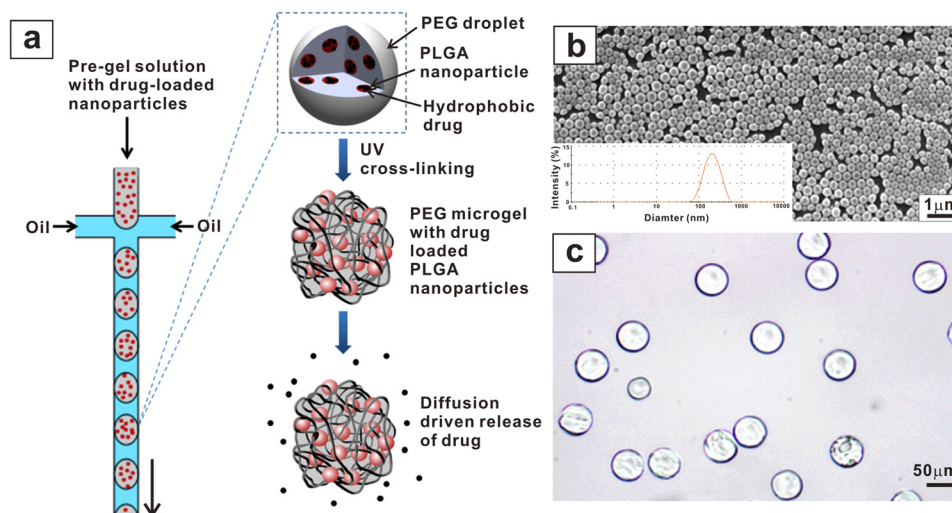 a
Pre-gel solution
with drug-loaded
nanoparticles
Oil
Oil
PEG droplet
PLGA
nanoparticle
Hydrophobic
drug
UV
cross-linking
PEG microgel
with drug
loaded
PLGA
nanoparticles
Diffusion
driven release
of drug
b
Intensity (%)
15
10
5
0
0.1
1
10
100
1000
10000
Diamter (nm)
1μm
c
50μm